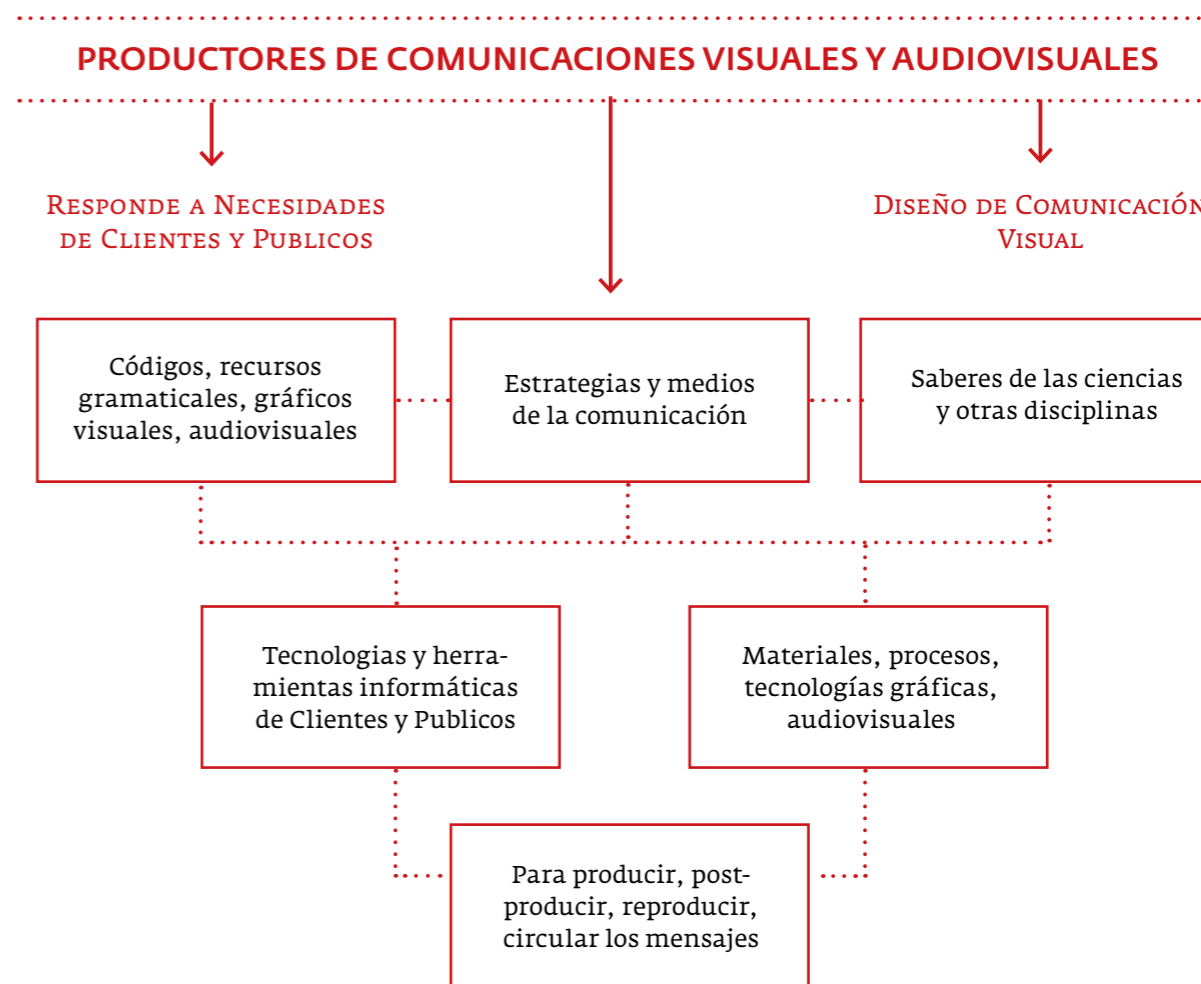 PRODUCTORES DE COMUNICACIONES VISUALES Y AUDIOVISUALES
Responde a Necesidades
de Clientes y Publicos
Diseño de Comunicación
Visual
Códigos, recursos
gramaticales, gráficos
visuales, audiovisuales
Estrategias y medios
de la comunicación
Saberes de las ciencias
y otras disciplinas
Tecnologias y herra-
mientas informáticas
de Clientes y Publicos
Materiales, procesos,
tecnologías gráficas,
audiovisuales
Para producir, post-
producir, reproducir,
circular los mensajes